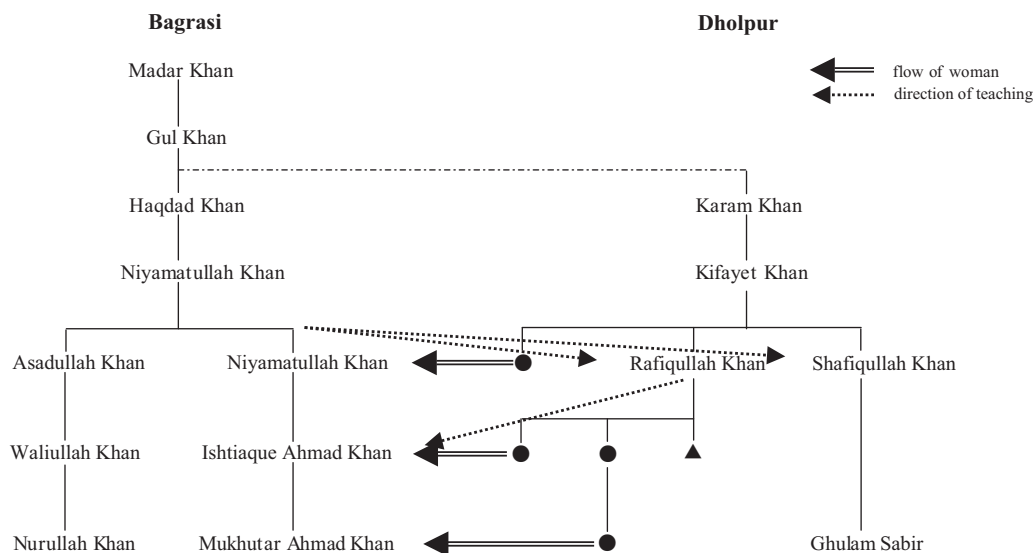 Bagrasi Dholpur
Madar Khan
flow of woman
direction of teaching
Gul Khan
Haqdad Khan Karam Khan
Niyamatullah Khan Kifayet Khan
Asadullah Khan Niyamatullah Khan Rafiqullah Khan Shafiqullah Khan
Waliullah Khan Ishtiaque Ahmad Khan
Nurullah Khan Mukhutar Ahmad Khan Ghulam Sabir